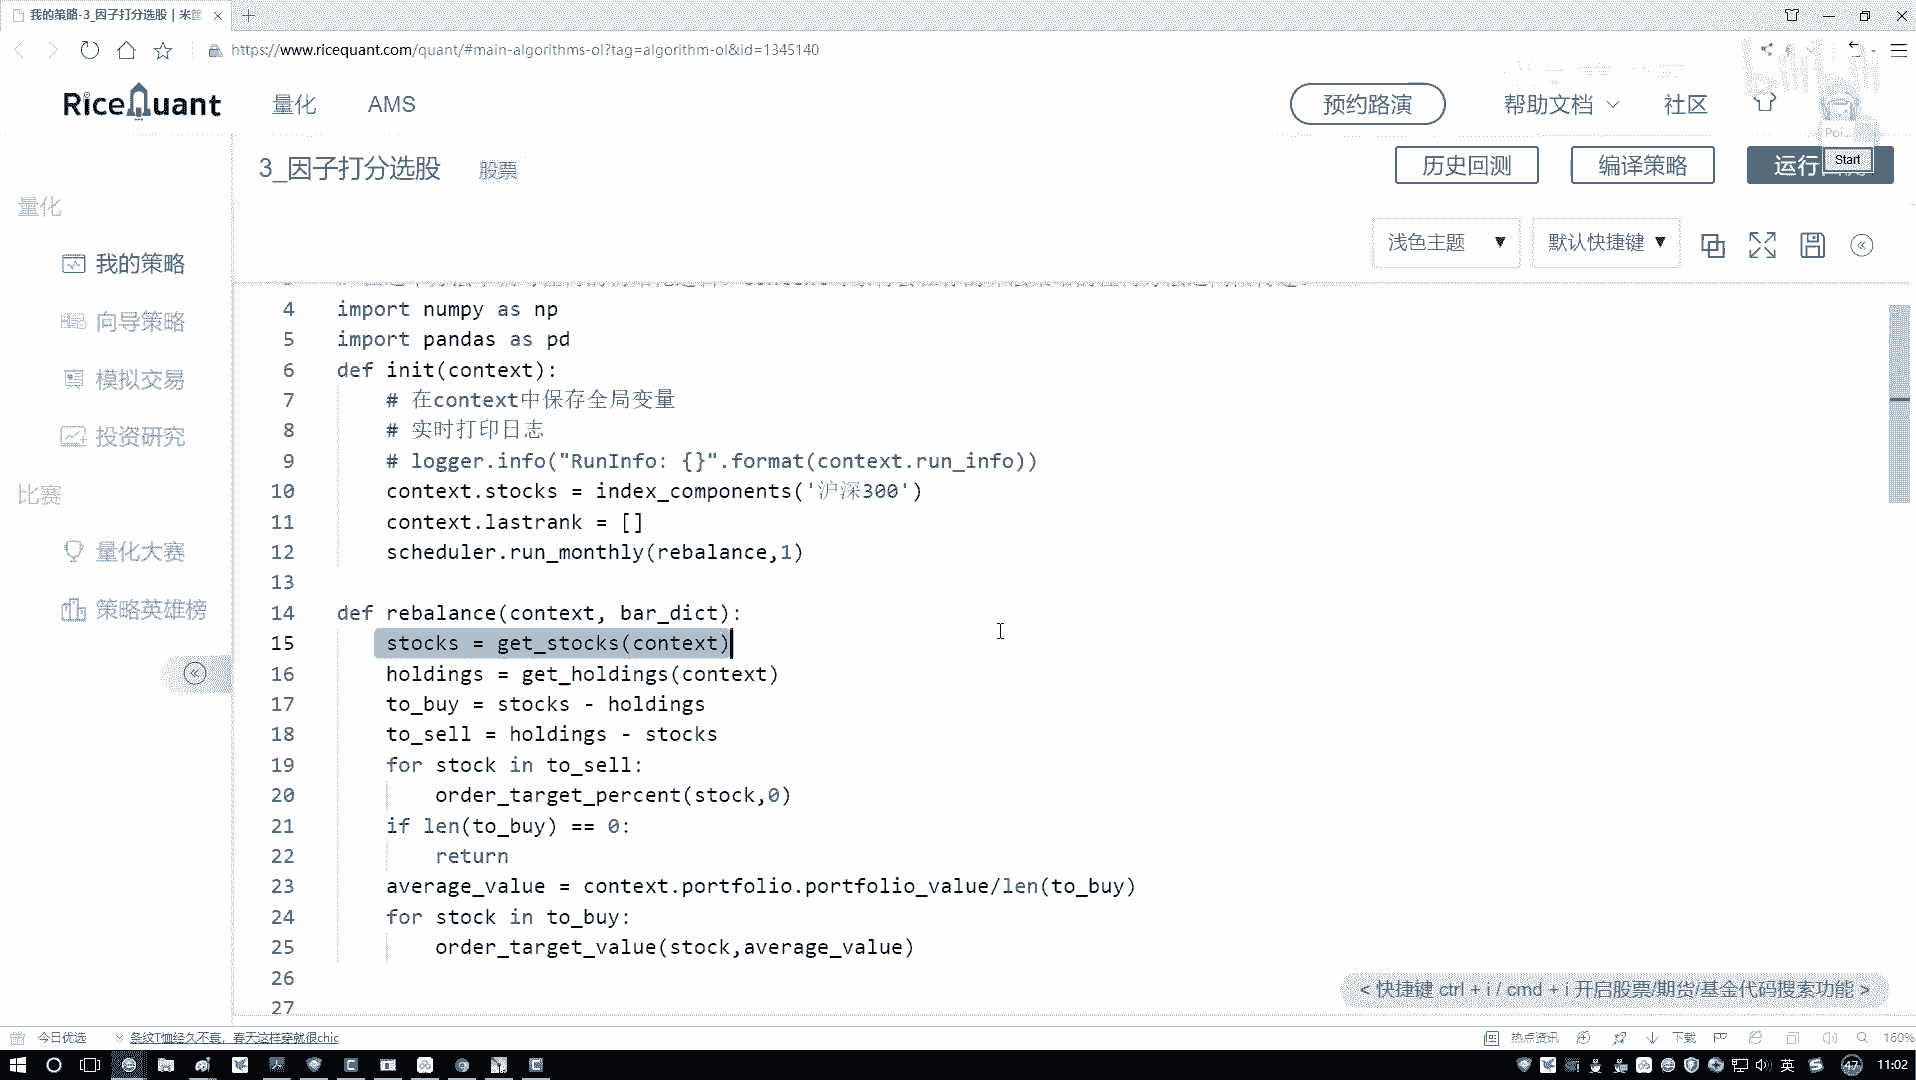 我的策略-3_因子打分选股 | 米筐
https://www.ricequant.com/quant/#main-algorithms-ol?tag=algorithm-ol&id=1345140
RiceQuant
量化
AMS
预约路演
帮助文档
社区
Poi...
Start
3_因子打分选股
股票
历史回测
编译策略
运行
浅色主题
默认快捷键
量化
我的策略
向导策略
模拟交易
投资研究
比赛
量化大赛
策略英雄榜
4 import numpy as np
5 import pandas as pd
6 def init(context):
7 # 在context中保存全局变量
8 # 实时打印日志
9 # logger.info("RunInfo: {}".format(context.run_info))
10 context.stocks = index_components('沪深300')
11 context.lastrank = []
12 scheduler.run_monthly(rebalance,1)
13
14 def rebalance(context, bar_dict):
15 stocks = get_stocks(context)
16 holdings = get_holdings(context)
17 to_buy = stocks - holdings
18 to_sell = holdings - stocks
19 for stock in to_sell:
20 order_target_percent(stock,0)
21 if len(to_buy) == 0:
22 return
23 average_value = context.portfolio.portfolio_value/len(to_buy)
24 for stock in to_buy:
25 order_target_value(stock,average_value)
26
27
< 快捷键 ctrl + i / cmd + i 开启股票/期货/基金代码搜索功能 >
今日优选
条纹T恤经久不衰，春天这样穿就很chic
热点资讯
下载
160%
英
47
11:02